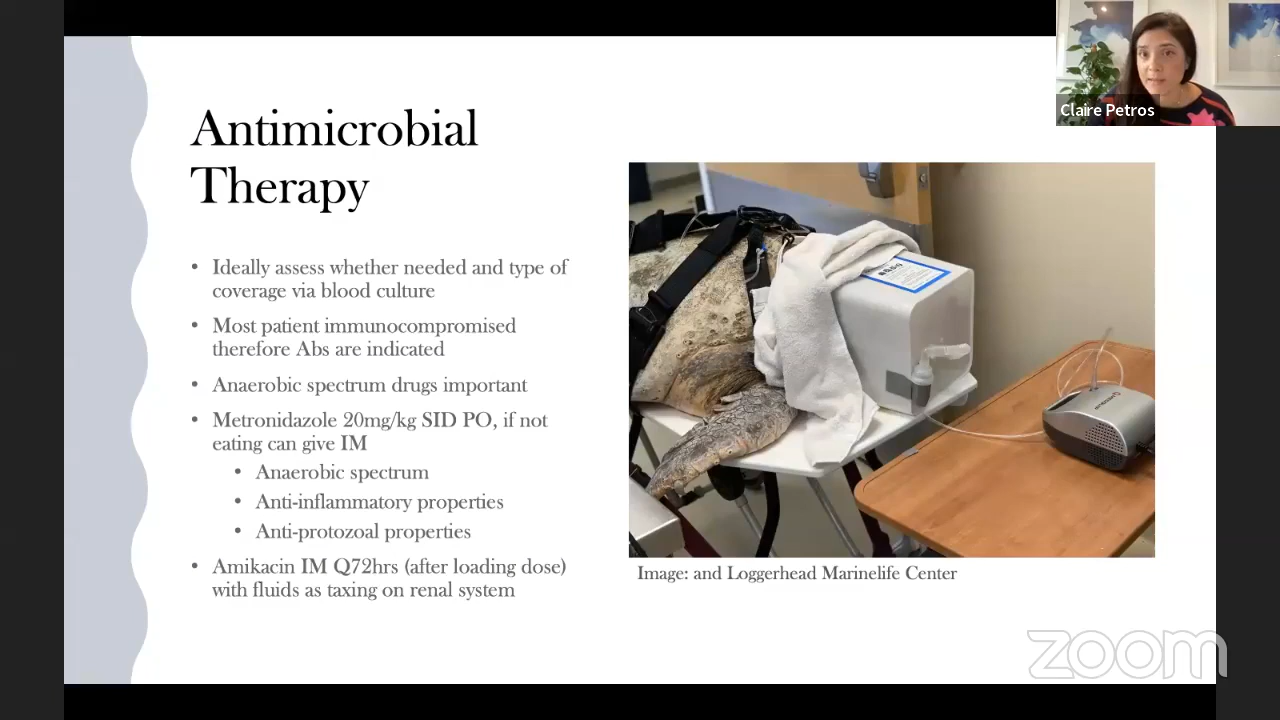 Claire Petros
Antimicrobial
Therapy
• Ideally assess whether needed and type of
coverage via blood culture
• Most patient immunocompromised
therefore Abs are indicated
• Anaerobic spectrum drugs important
• Metronidazole 20mg/kg SID PO, if not
eating can give IM
• Anaerobic spectrum
• Anti-inflammatory properties
• Anti-protozoal properties
• Amikacin IM Q72hrs (after loading dose)
with fluids as taxing on renal system
Image: and Loggerhead Marinelife Center
zoom